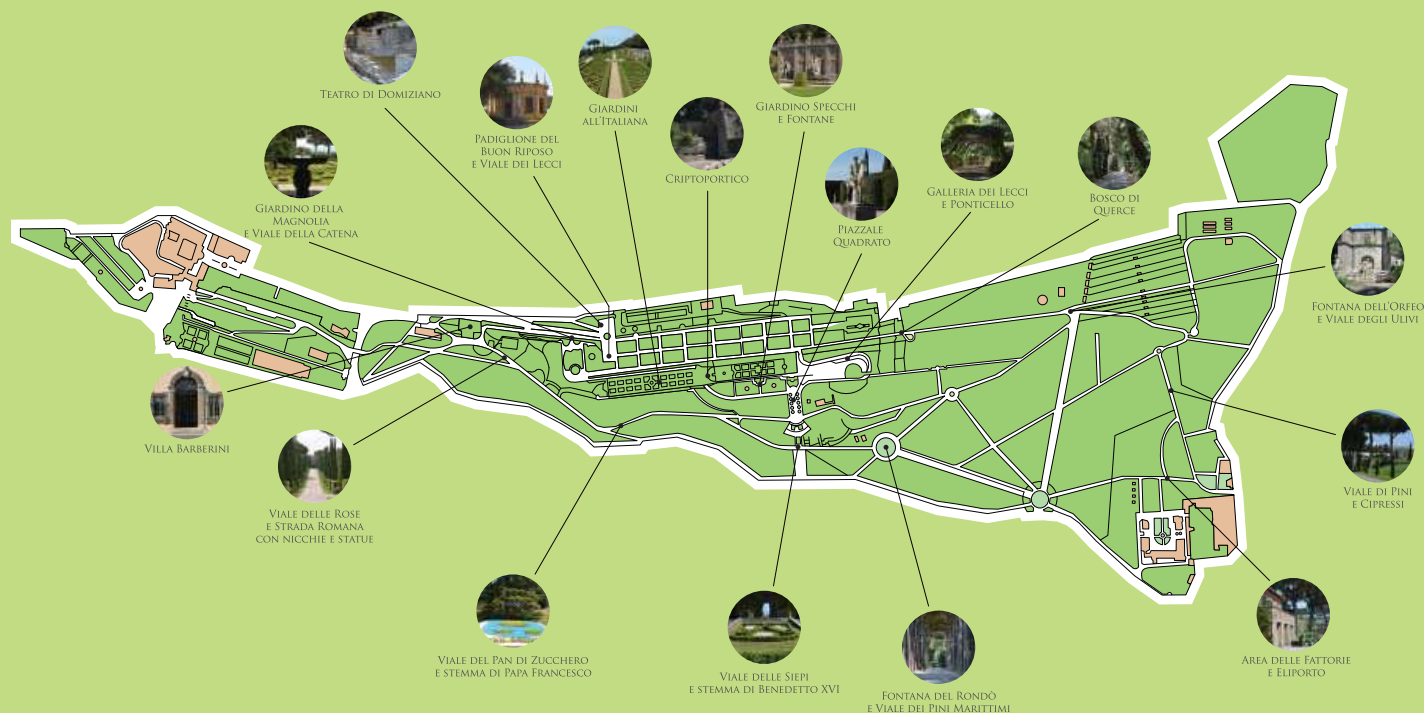 Teatro di Domiziano
Padiglione del
Buon Riposo
e Viale dei Lecci
Giardini
all'Italiana
Giardino Specchi
e Fontane
Criptoportico
Giardino della
Magnolia
e Viale della Catena
Piazzale
Quadrato
Galleria dei Lecci
e Ponticello
Bosco di
Querce
Fontana dell'Orfeo
e Viale degli Ulivi
Villa Barberini
Viale delle Rose
e Strada Romana
con nicchie e statue
Viale di Pini
e Cipressi
Viale del Pan di Zucchero
e stemma di Papa Francesco
Viale delle Siepi
e stemma di Benedetto XVI
Fontana del Rondò
e Viale dei Pini Marittimi
Area delle Fattorie
e Eliporto